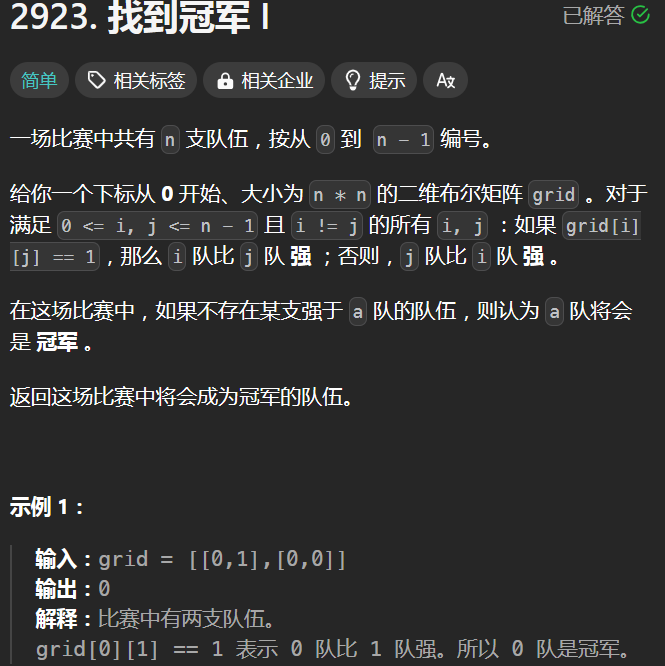 2923. 找到冠军 I
已解答
简单 相关标签 相关企业 提示
一场比赛中共有 n 支队伍，按从 0 到 n - 1 编号。
给你一个下标从 0 开始、大小为 n * n 的二维布尔矩阵 grid 。对于
满足 0 <= i, j <= n - 1 且 i != j 的所有 i, j ：如果 grid[i]
[j] == 1，那么 i 队比 j 队 强 ；否则，j 队比 i 队 强 。
在这场比赛中，如果不存在某支强于 a 队的队伍，则认为 a 队将会
是 冠军 。
返回这场比赛中将会成为冠军的队伍。
示例 1：
输入：grid = [[0,1],[0,0]]
输出：0
解释：比赛中有两支队伍。
grid[0][1] == 1 表示 0 队比 1 队强。所以 0 队是冠军。